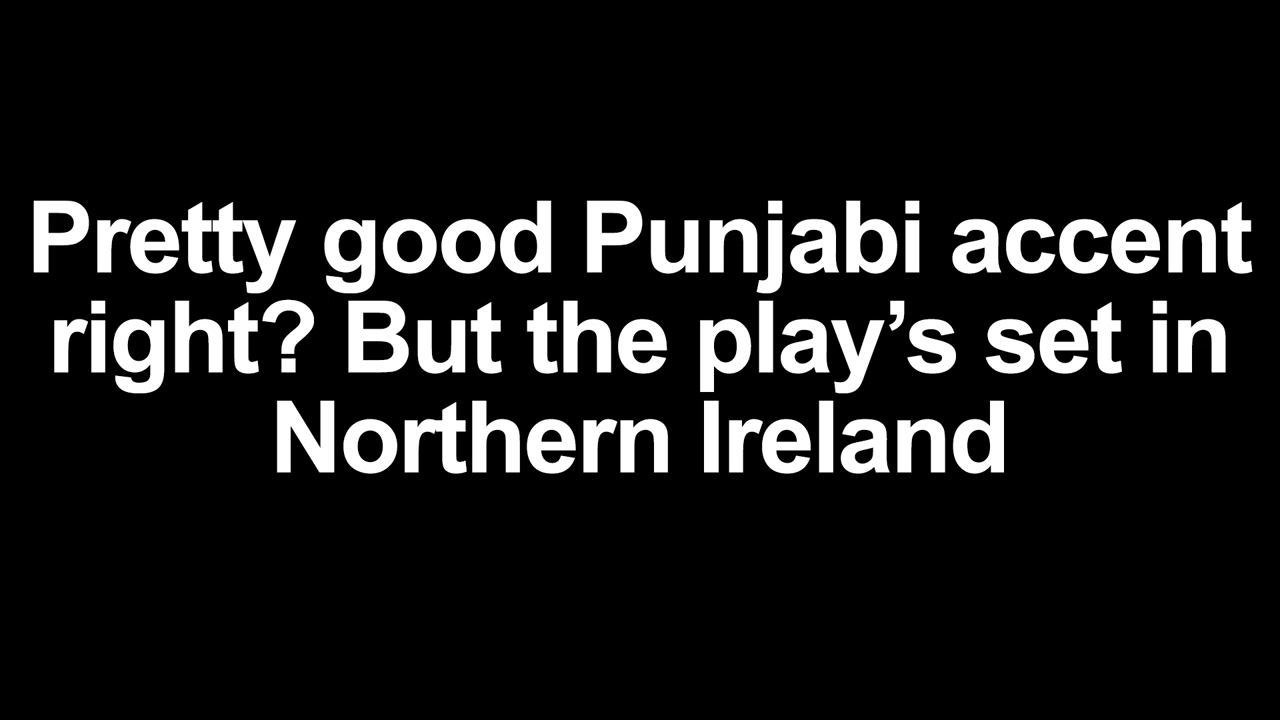 Pretty good Punjabi accent
right? But the play’s set in
Northern Ireland